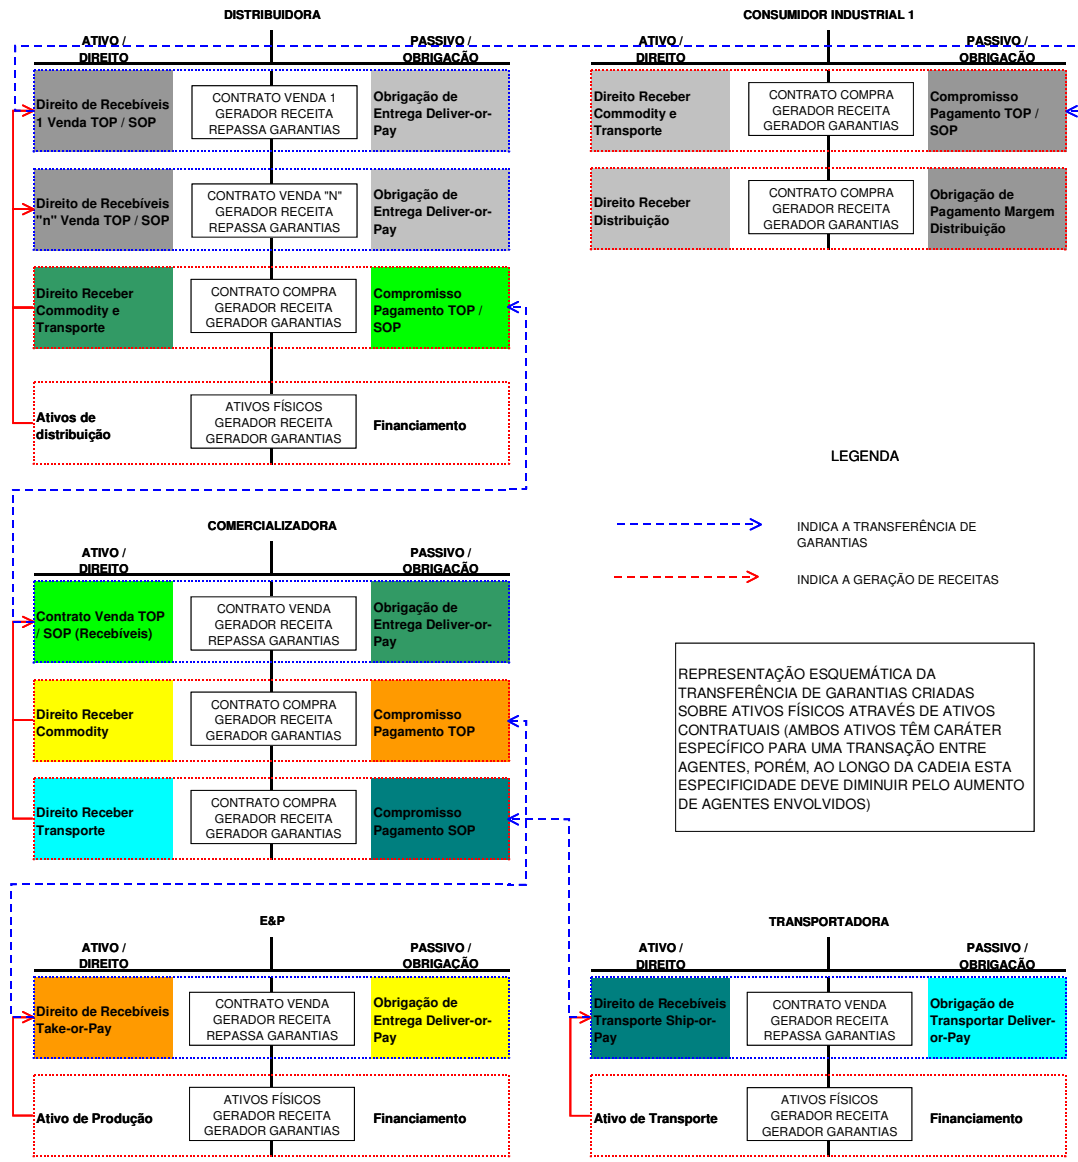 DISTRIBUIDORA
ATIVO /
DIREITO
PASSIVO /
OBRIGAÇÃO
Direito de Recebíveis
1 Venda TOP / SOP
CONTRATO VENDA 1
GERADOR RECEITA
REPASSA GARANTIAS
Obrigação de
Entrega Deliver-or-
Pay
Direito de Recebíveis
"n" Venda TOP / SOP
CONTRATO VENDA "N"
GERADOR RECEITA
REPASSA GARANTIAS
Obrigação de
Entrega Deliver-or-
Pay
Direito Receber
Commodity e
Transporte
CONTRATO COMPRA
GERADOR RECEITA
GERADOR GARANTIAS
Compromisso
Pagamento TOP /
SOP
Ativos de
distribuição
ATIVOS FÍSICOS
GERADOR RECEITA
GERADOR GARANTIAS
Financiamento
CONSUMIDOR INDUSTRIAL 1
ATIVO /
DIREITO
PASSIVO /
OBRIGAÇÃO
Direito Receber
Commodity e
Transporte
CONTRATO COMPRA
GERADOR RECEITA
GERADOR GARANTIAS
Compromisso
Pagamento TOP /
SOP
Direito Receber
Distribuição
CONTRATO COMPRA
GERADOR RECEITA
GERADOR GARANTIAS
Obrigação de
Pagamento Margem
Distribuição
LEGENDA
INDICA A TRANSFERÊNCIA DE
GARANTIAS
INDICA A GERAÇÃO DE RECEITAS
COMERCIALIZADORA
ATIVO /
DIREITO
PASSIVO /
OBRIGAÇÃO
Contrato Venda TOP
/ SOP (Recebíveis)
CONTRATO VENDA
GERADOR RECEITA
REPASSA GARANTIAS
Obrigação de
Entrega Deliver-or-
Pay
Direito Receber
Commodity
CONTRATO COMPRA
GERADOR RECEITA
GERADOR GARANTIAS
Compromisso
Pagamento TOP
Direito Receber
Transporte
CONTRATO COMPRA
GERADOR RECEITA
GERADOR GARANTIAS
Compromisso
Pagamento SOP
REPRESENTAÇÃO ESQUEMÁTICA DA
TRANSFERÊNCIA DE GARANTIAS CRIADAS
SOBRE ATIVOS FÍSICOS ATRAVÉS DE ATIVOS
CONTRATUAIS (AMBOS ATIVOS TÊM CARÁTER
ESPECÍFICO PARA UMA TRANSAÇÃO ENTRE
AGENTES, PORÉM, AO LONGO DA CADEIA ESTA
ESPECIFICIDADE DEVE DIMINUIR PELO AUMENTO
DE AGENTES ENVOLVIDOS)
E&P
ATIVO /
DIREITO
PASSIVO /
OBRIGAÇÃO
Direito de Recebíveis
Take-or-Pay
CONTRATO VENDA
GERADOR RECEITA
REPASSA GARANTIAS
Obrigação de
Entrega Deliver-or-
Pay
Ativo de Produção
ATIVOS FÍSICOS
GERADOR RECEITA
GERADOR GARANTIAS
Financiamento
TRANSPORTADORA
ATIVO /
DIREITO
PASSIVO /
OBRIGAÇÃO
Direito de Recebíveis
Transporte Ship-or-
Pay
CONTRATO VENDA
GERADOR RECEITA
REPASSA GARANTIAS
Obrigação de
Transportar Deliver-
or-Pay
Ativo de Transporte
ATIVOS FÍSICOS
GERADOR RECEITA
GERADOR GARANTIAS
Financiamento